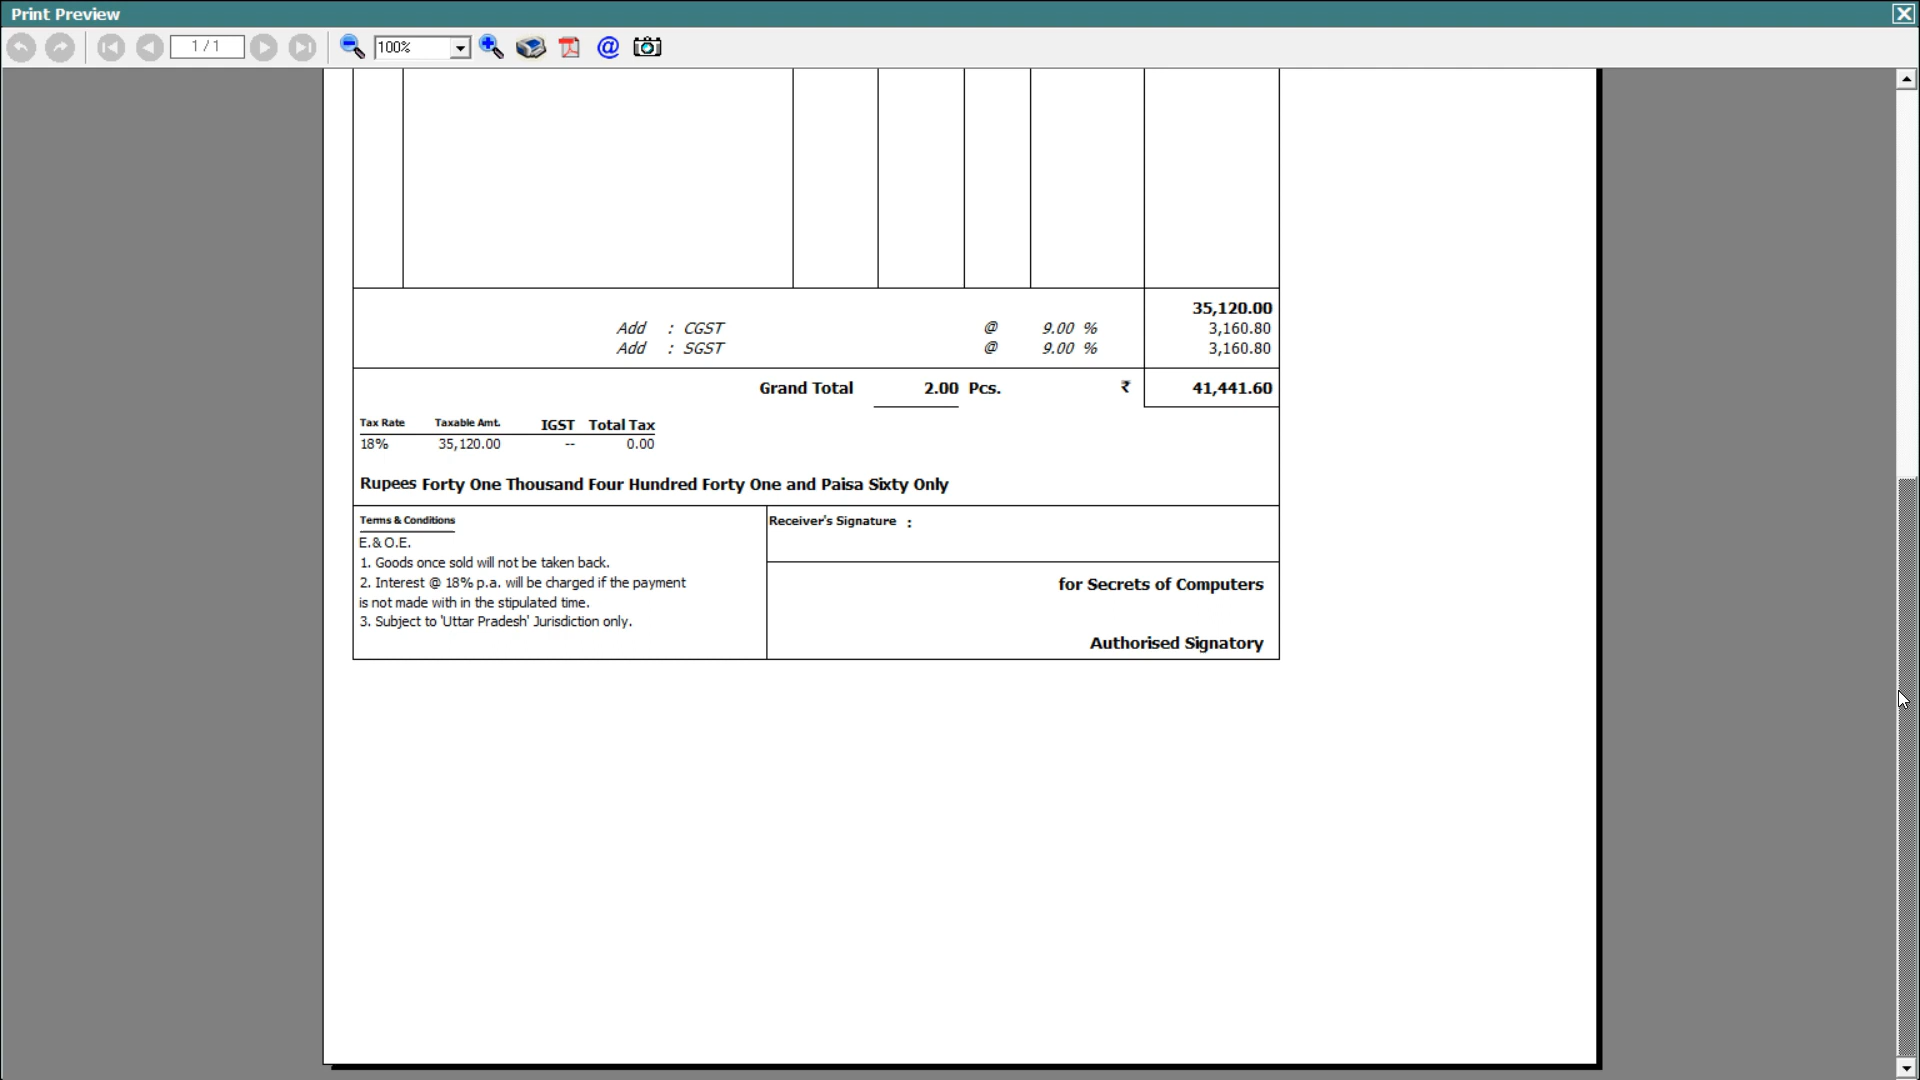 Print Preview
1 / 1
100%
@
35,120.00
Add : CGST @ 9.00 % 3,160.80
Add : SGST @ 9.00 % 3,160.80
Grand Total 2.00 Pcs. ₹ 41,441.60
Tax Rate Taxable Amt. IGST Total Tax
18% 35,120.00 -- 0.00
Rupees Forty One Thousand Four Hundred Forty One and Paisa Sixty Only
Terms & Conditions
E.& O.E.
1. Goods once sold will not be taken back.
2. Interest @ 18% p.a. will be charged if the payment
is not made with in the stipulated time.
3. Subject to 'Uttar Pradesh' Jurisdiction only.
Receiver's Signature :
for Secrets of Computers
Authorised Signatory